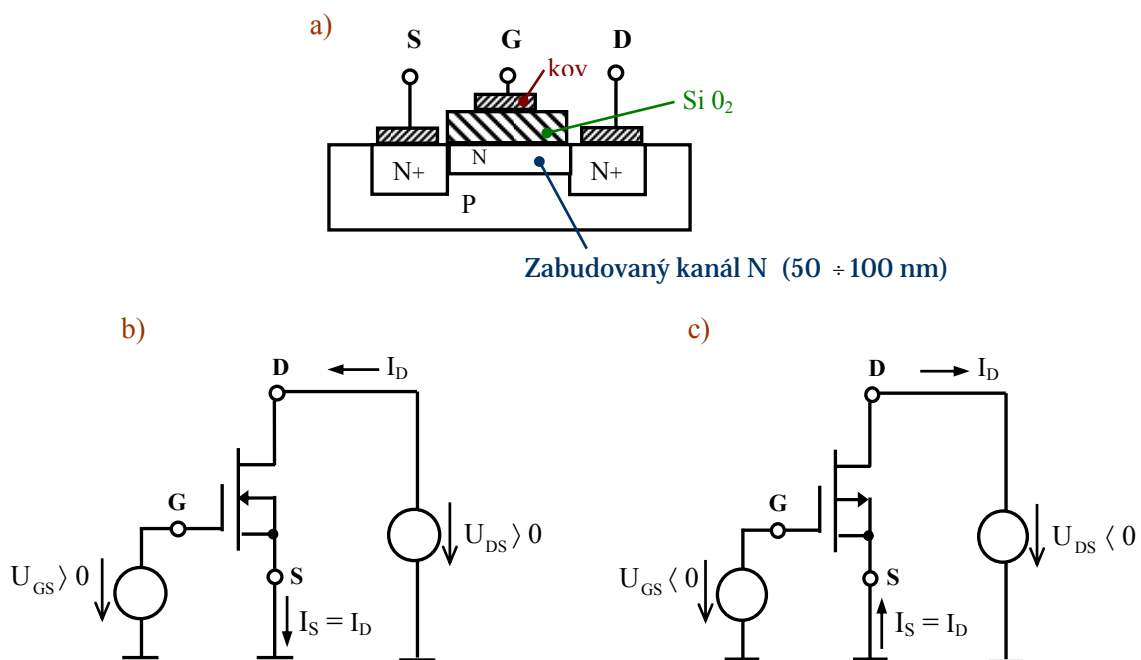 a)
S G D
kov
Si 0₂
N
N+ N+
P
Zabudovaný kanál N (50 ÷ 100 nm)
b)
D
I_D
G
U_GS 〉 0
U_DS 〉 0
S
I_S = I_D
c)
D
I_D
G
U_GS 〈 0
U_DS 〈 0
S
I_S = I_D